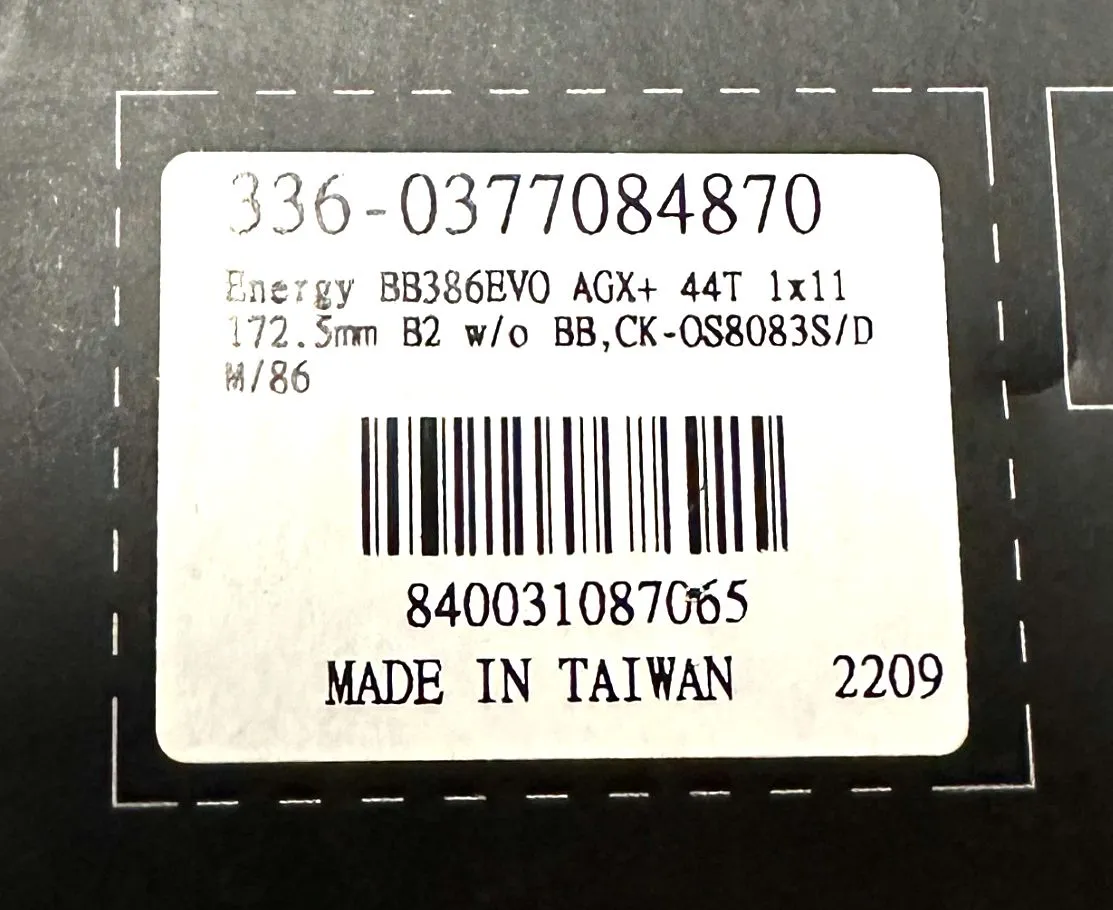 336-0377084870
Energy BB386EVO AGX+ 44T 1x11
172.5mm B2 w/o BB,CK-OS8083S/D
M/86
840031087065
MADE IN TAIWAN 2209